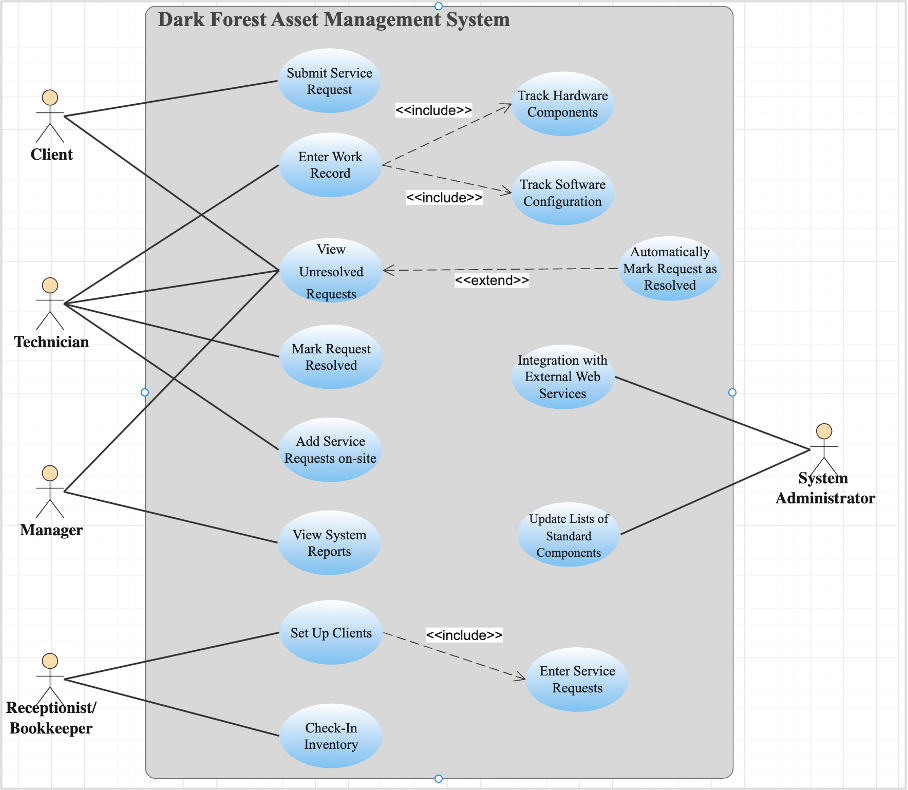 Dark Forest Asset Management System
Submit Service
Request
Track Hardware
Components
<<include>>
Client
Enter Work
Record
Track Software
Configuration
<<include>>
View
Unresolved
Requests
Automatically
Mark Request as
Resolved
<<extend>>
Technician
Mark Request
Resolved
Integration with
External Web
Services
Add Service
Requests on-site
System
Administrator
Manager
View System
Reports
Update Lists of
Standard
Components
Set Up Clients
<<include>>
Enter Service
Requests
Receptionist/
Bookkeeper
Check-In
Inventory